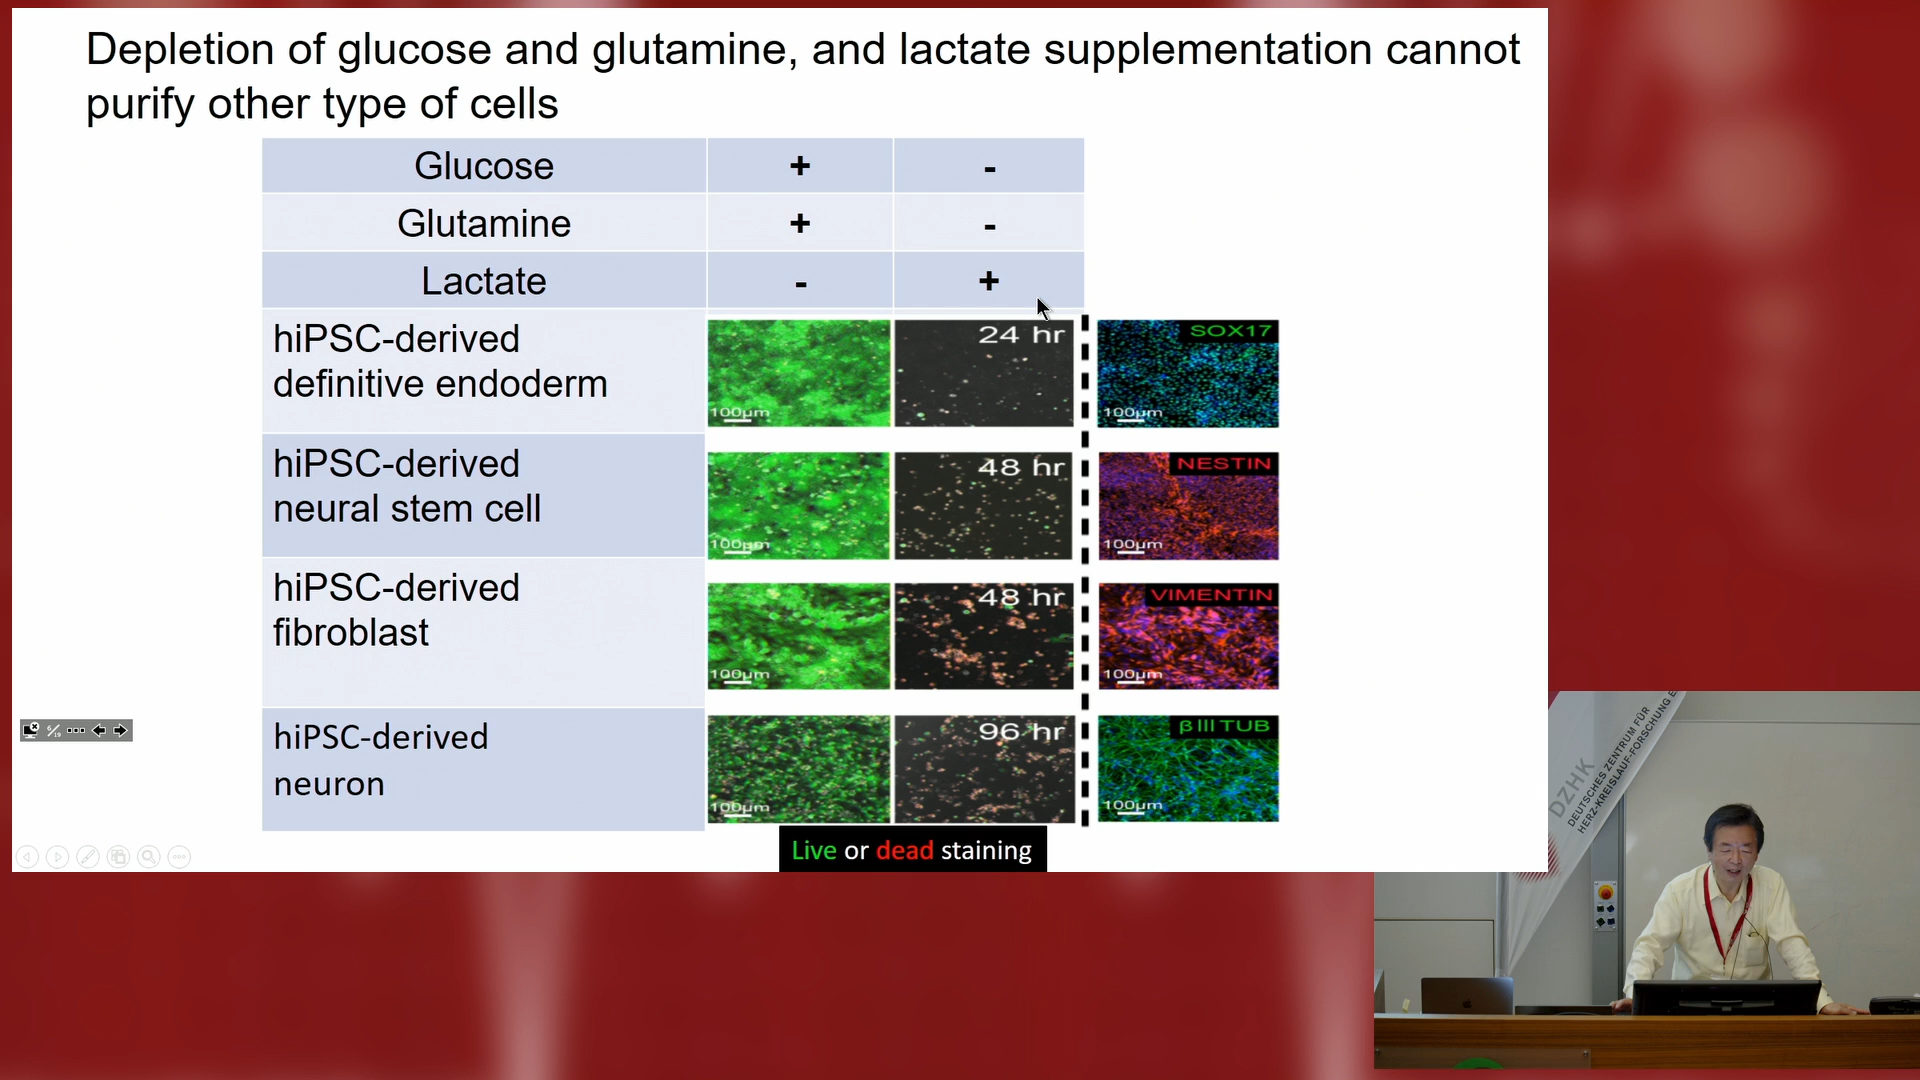 Depletion of glucose and glutamine, and lactate supplementation cannot
purify other type of cells
Glucose + -
Glutamine + -
Lactate - +
hiPSC-derived
definitive endoderm
100µm
24 hr
SOX17
100µm
hiPSC-derived
neural stem cell
100µm
48 hr
NESTIN
100µm
hiPSC-derived
fibroblast
100µm
48 hr
VIMENTIN
100µm
hiPSC-derived
neuron
100µm
96 hr
βIII TUB
100µm
Live or dead staining
DZHK
DEUTSCHES ZENTRUM FÜR
HERZ-KREISLAUF-FORSCHUNG E